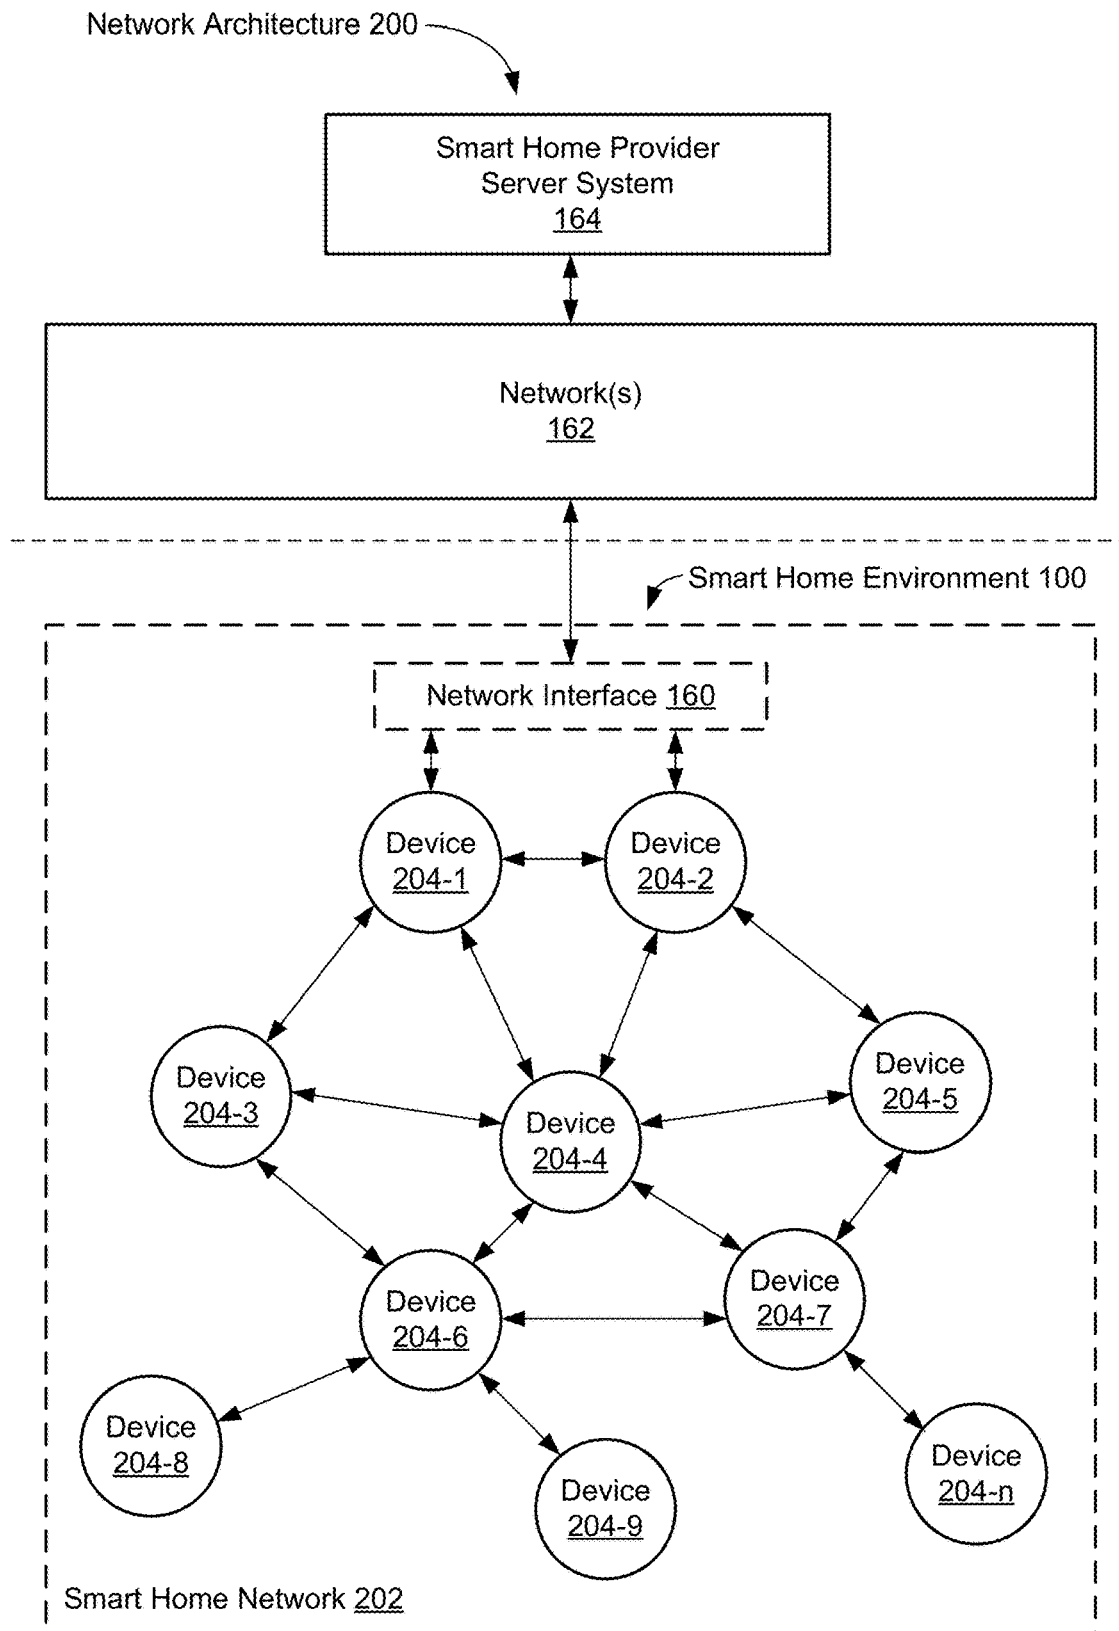 Network Architecture 200
Smart Home Provider
Server System
164
Network(s)
162
Smart Home Environment 100
Network Interface 160
Device
204-1
Device
204-2
Device
204-3
Device
204-4
Device
204-5
Device
204-6
Device
204-7
Device
204-8
Device
204-9
Device
204-n
Smart Home Network 202